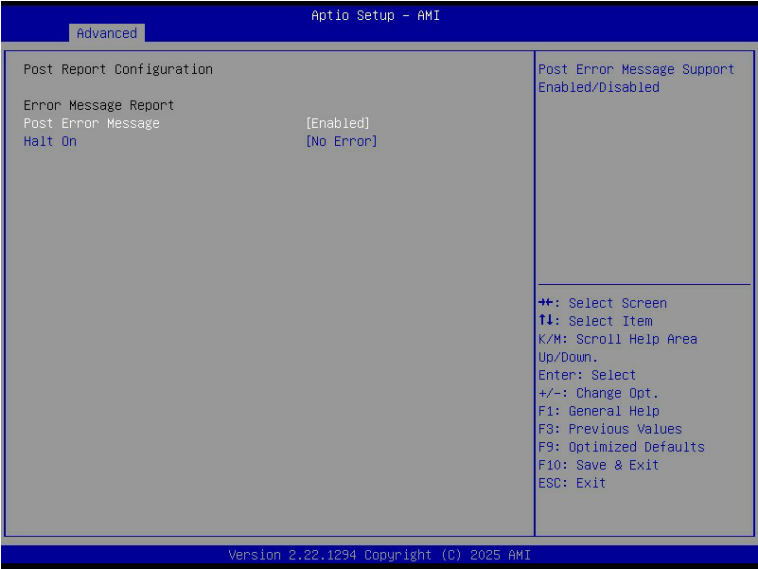 Aptio Setup – AMI
Advanced
Post Report Configuration
Error Message Report
Post Error Message [Enabled]
Halt On [No Error]
Post Error Message Support
Enabled/Disabled
→←: Select Screen
↑↓: Select Item
K/M: Scroll Help Area
Up/Down.
Enter: Select
+/-: Change Opt.
F1: General Help
F3: Previous Values
F9: Optimized Defaults
F10: Save & Exit
ESC: Exit
Version 2.22.1294 Copyright (C) 2025 AMI